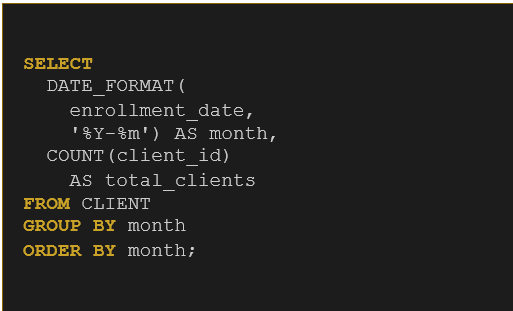 SELECT
DATE_FORMAT(
enrollment_date,
'%Y-%m') AS month,
COUNT(client_id)
AS total_clients
FROM CLIENT
GROUP BY month
ORDER BY month;